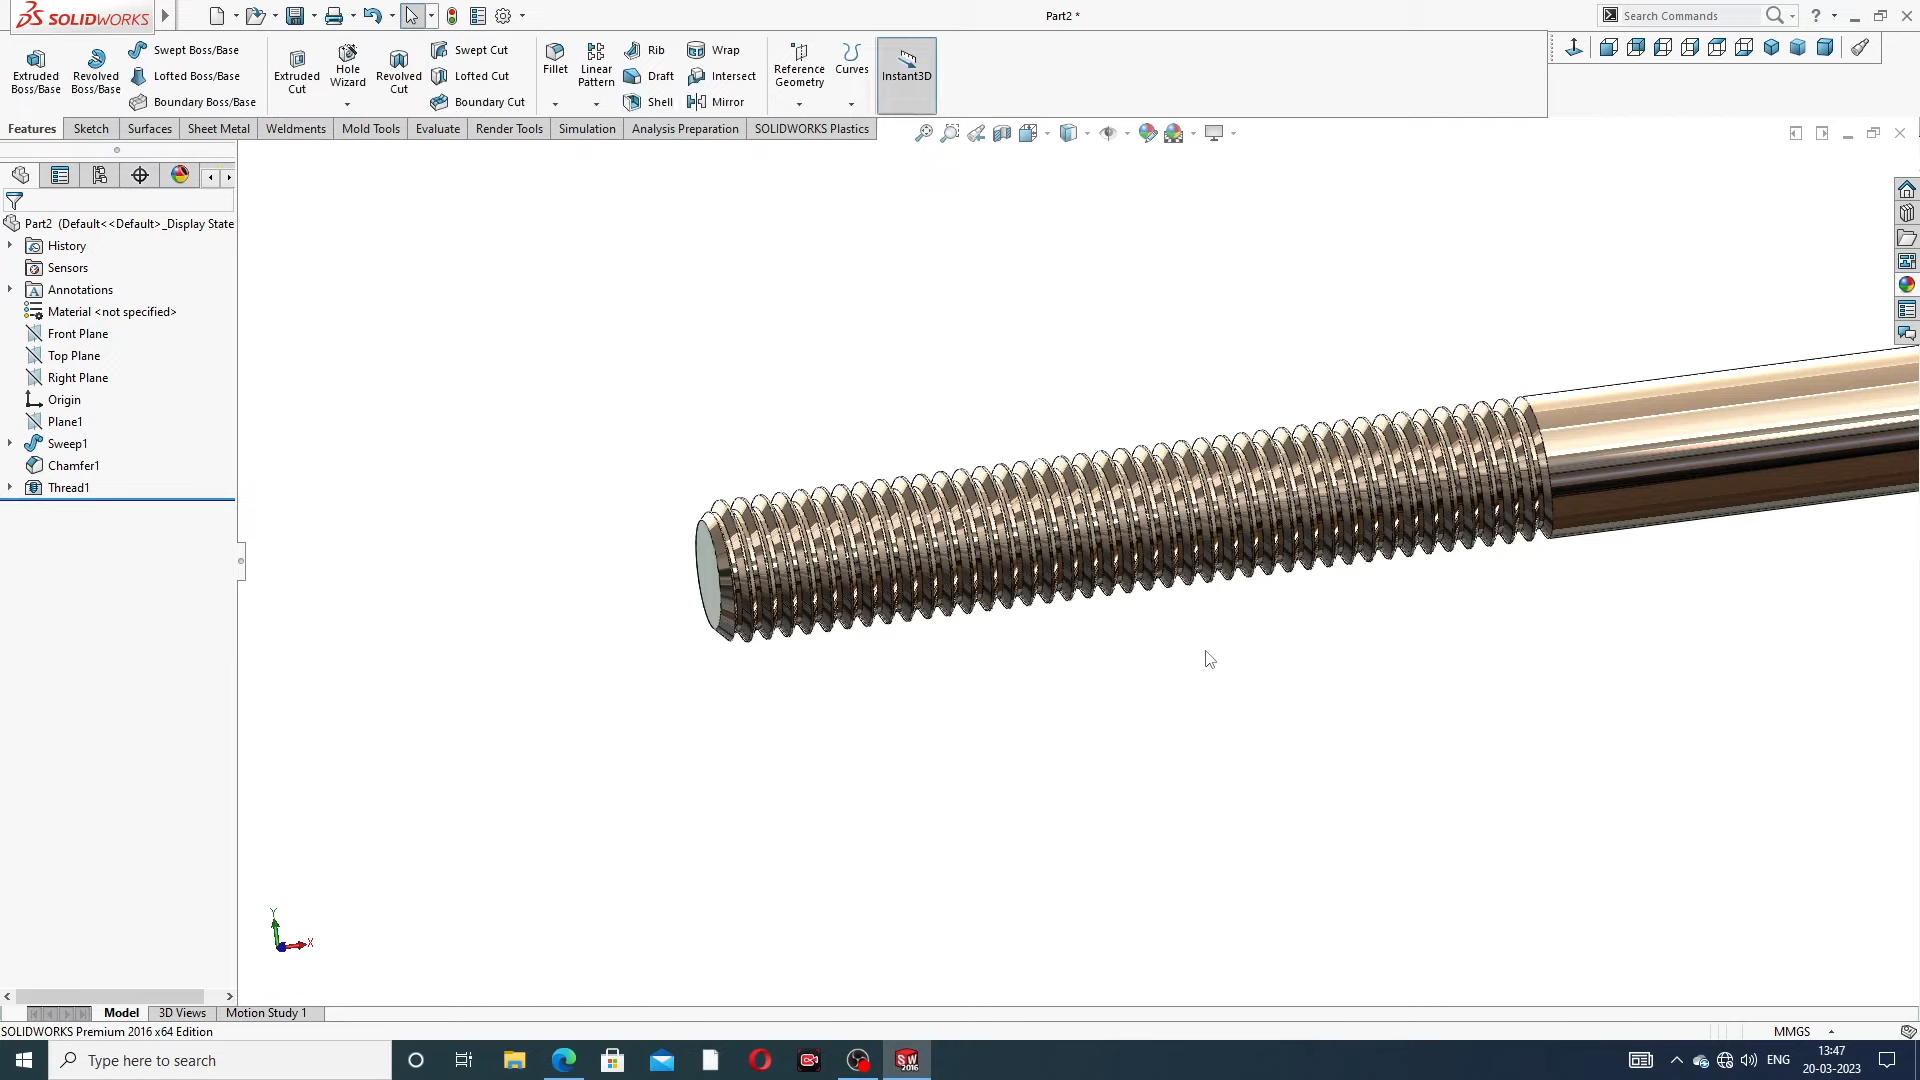 SOLIDWORKS
Part2 *
Search Commands
Extruded Boss/Base
Revolved Boss/Base
Swept Boss/Base
Lofted Boss/Base
Boundary Boss/Base
Extruded Cut
Hole Wizard
Revolved Cut
Swept Cut
Lofted Cut
Boundary Cut
Fillet
Linear Pattern
Rib
Draft
Shell
Wrap
Intersect
Mirror
Reference Geometry
Curves
Instant3D
Features
Sketch
Surfaces
Sheet Metal
Weldments
Mold Tools
Evaluate
Render Tools
Simulation
Analysis Preparation
SOLIDWORKS Plastics
Part2 (Default<<Default>_Display State
History
Sensors
Annotations
Material <not specified>
Front Plane
Top Plane
Right Plane
Origin
Plane1
Sweep1
Chamfer1
Thread1
Y
X
Model
3D Views
Motion Study 1
SOLIDWORKS Premium 2016 x64 Edition
MMGS
Type here to search
SW
2016
ENG
13:47
20-03-2023